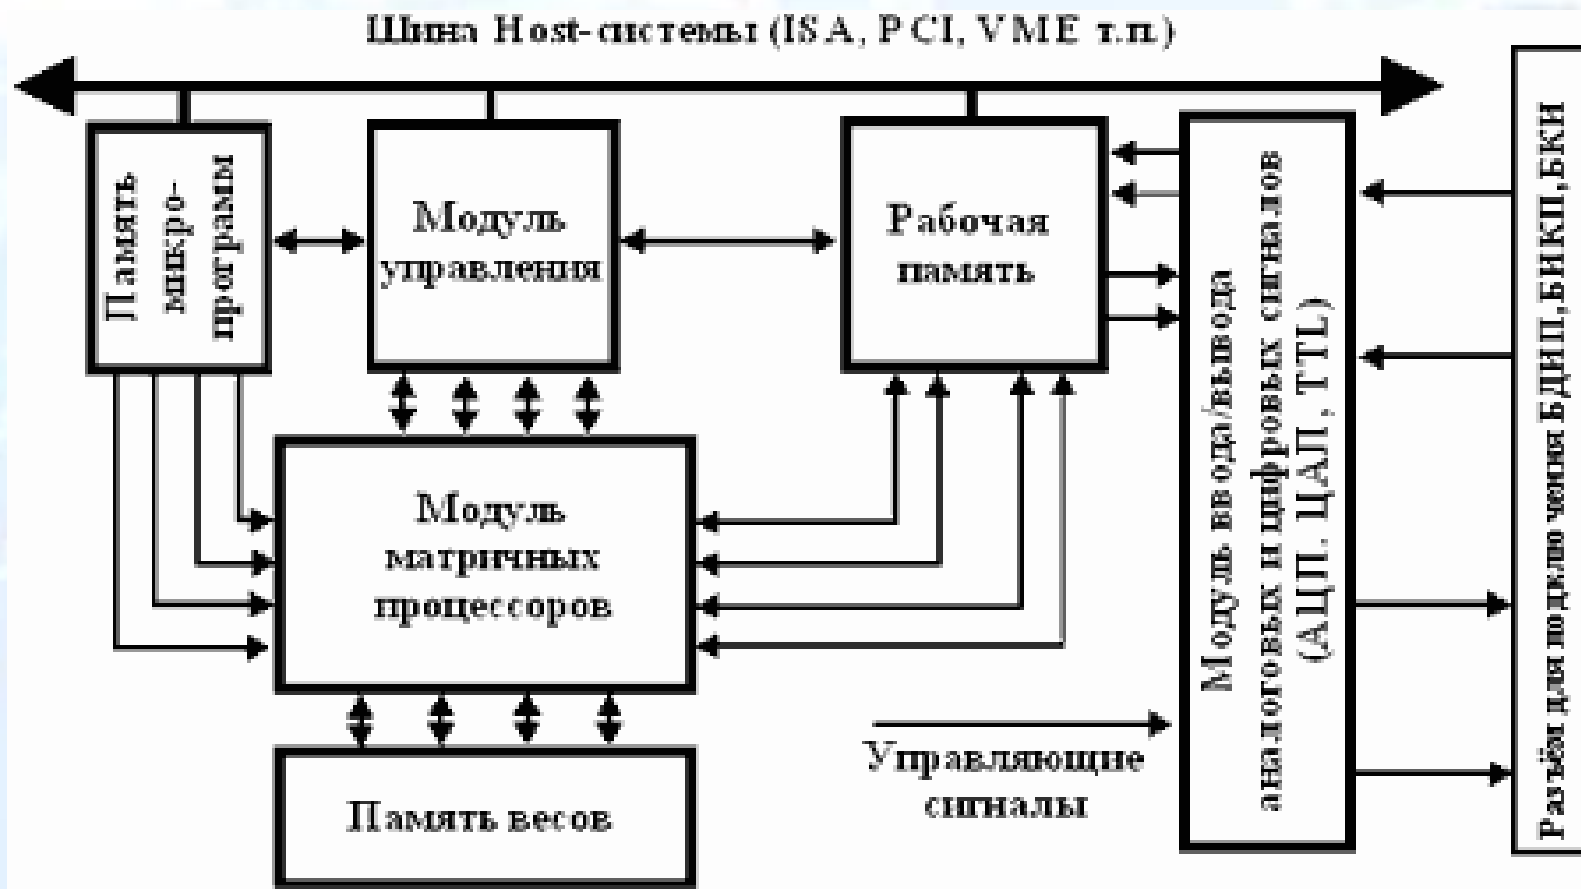 Шина Host-системы (ISA, PCI, VME т.п.)
Память
микро-
програмы
Модуль
управления
Рабочая
память
Модуль ввода/вывода
аналоговых и цифровых сигналов
(АЦП. ЦАП, TTL)
Разъём для подключения БДИП,БИКП,БКИ
Модуль
матричных
процессоров
Управляющие
сигналы
Память весов